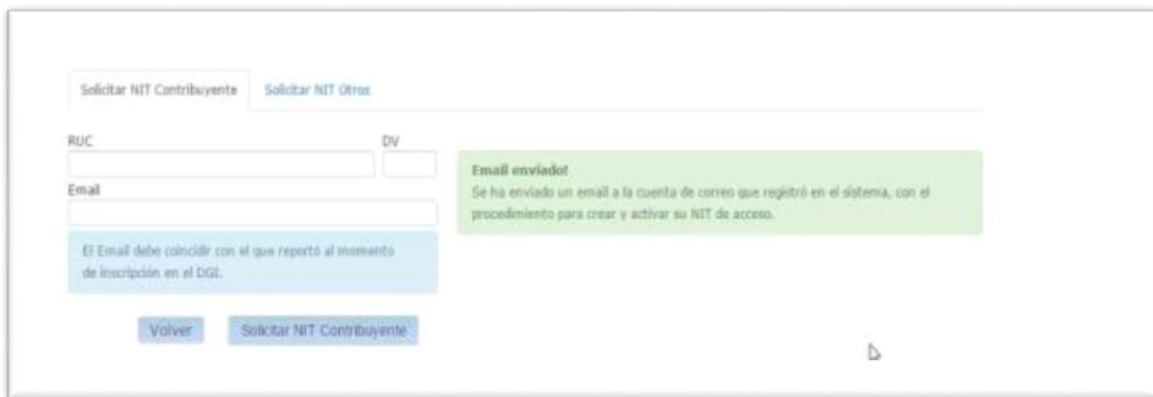 Solicitar NIT Contribuyente Solicitar NIT Otros
RUC DV
Email
El Email debe coincidir con el que reportó al momento
de inscripción en el DGI.
Volver Solicitar NIT Contribuyente
Email enviado!
Se ha enviado un email a la cuenta de correo que registró en el sistema, con el
procedimiento para crear y activar su NIT de acceso.